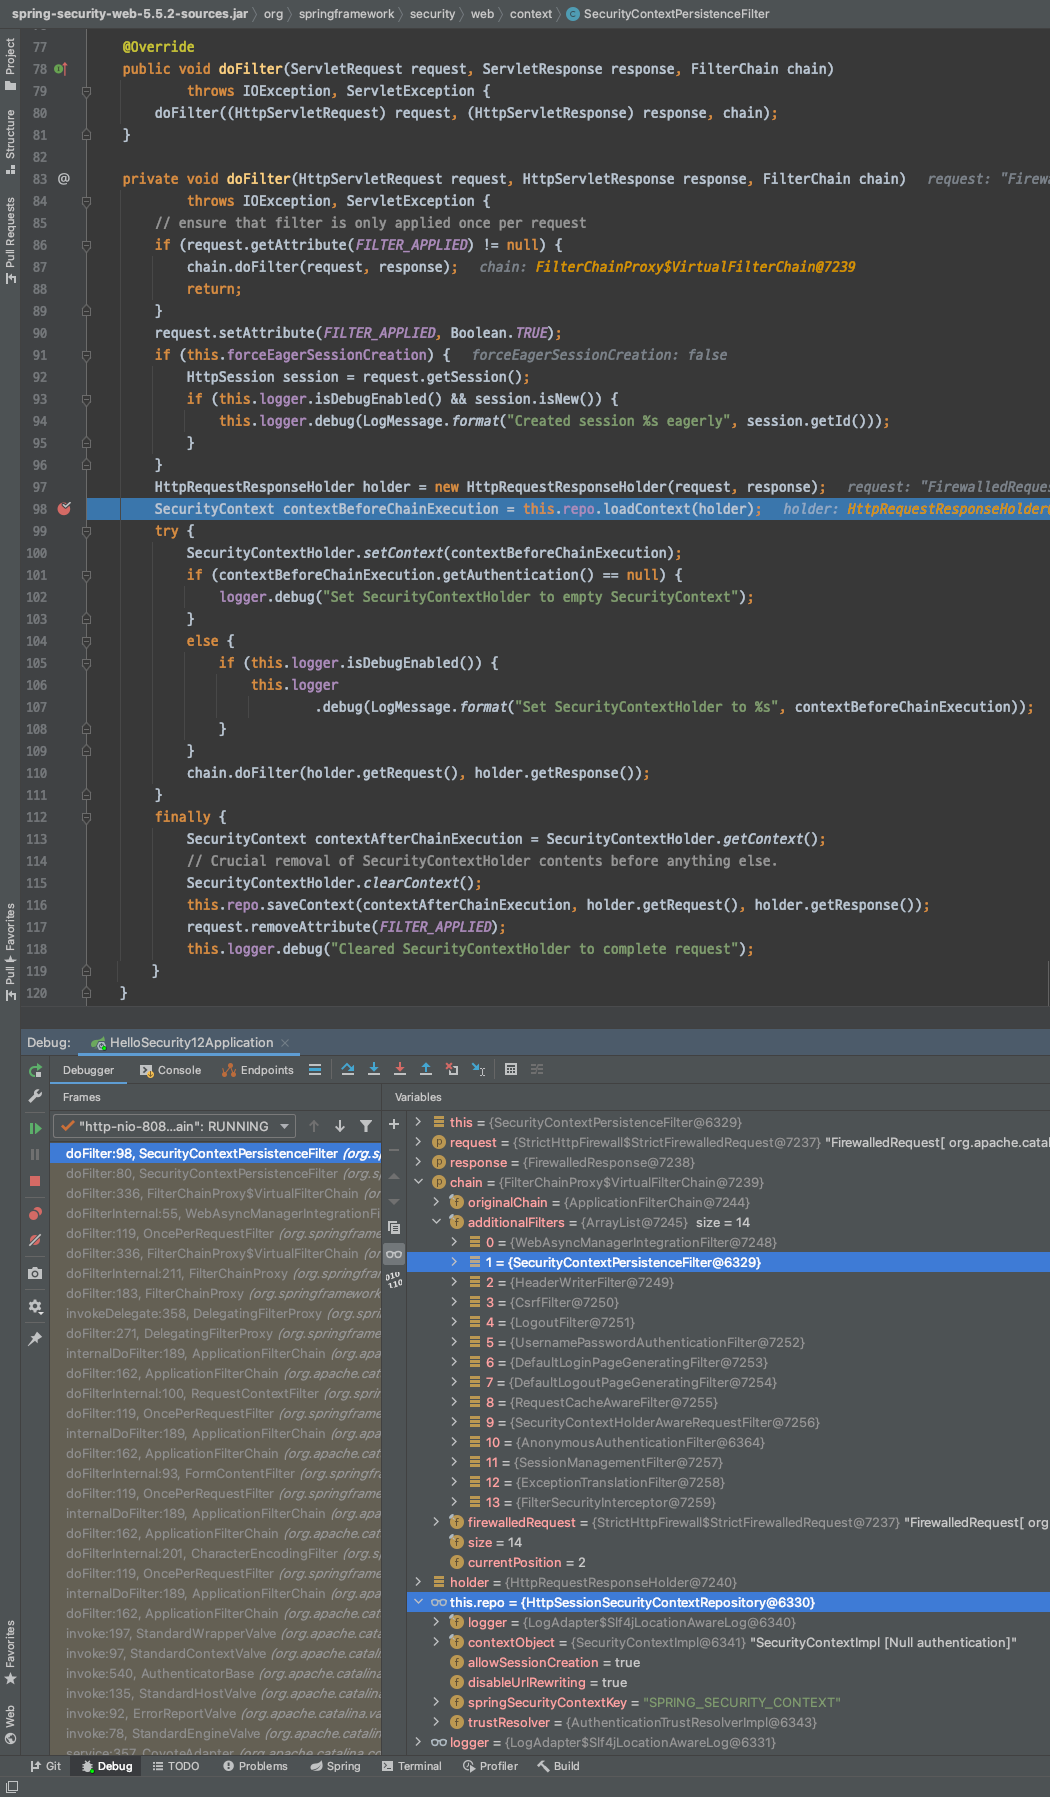 spring-security-web-5.5.2-sources.jar org springframework security web context SecurityContextPersistenceFilter
Project
Structure
Pull Requests
Favorites
Pull
Favorites
Web
77 @Override
78 public void doFilter(ServletRequest request, ServletResponse response, FilterChain chain)
79 throws IOException, ServletException {
80 doFilter((HttpServletRequest) request, (HttpServletResponse) response, chain);
81 }
82
83 @ private void doFilter(HttpServletRequest request, HttpServletResponse response, FilterChain chain) request: "Firewa
84 throws IOException, ServletException {
85 // ensure that filter is only applied once per request
86 if (request.getAttribute(FILTER_APPLIED) != null) {
87 chain.doFilter(request, response); chain: FilterChainProxy$VirtualFilterChain@7239
88 return;
89 }
90 request.setAttribute(FILTER_APPLIED, Boolean.TRUE);
91 if (this.forceEagerSessionCreation) { forceEagerSessionCreation: false
92 HttpSession session = request.getSession();
93 if (this.logger.isDebugEnabled() && session.isNew()) {
94 this.logger.debug(LogMessage.format("Created session %s eagerly", session.getId()));
95 }
96 }
97 HttpRequestResponseHolder holder = new HttpRequestResponseHolder(request, response); request: "FirewalledReques
98 SecurityContext contextBeforeChainExecution = this.repo.loadContext(holder); holder: HttpRequestResponseHolder@
99 try {
100 SecurityContextHolder.setContext(contextBeforeChainExecution);
101 if (contextBeforeChainExecution.getAuthentication() == null) {
102 logger.debug("Set SecurityContextHolder to empty SecurityContext");
103 }
104 else {
105 if (this.logger.isDebugEnabled()) {
106 this.logger
107 .debug(LogMessage.format("Set SecurityContextHolder to %s", contextBeforeChainExecution));
108 }
109 }
110 chain.doFilter(holder.getRequest(), holder.getResponse());
111 }
112 finally {
113 SecurityContext contextAfterChainExecution = SecurityContextHolder.getContext();
114 // Crucial removal of SecurityContextHolder contents before anything else.
115 SecurityContextHolder.clearContext();
116 this.repo.saveContext(contextAfterChainExecution, holder.getRequest(), holder.getResponse());
117 request.removeAttribute(FILTER_APPLIED);
118 this.logger.debug("Cleared SecurityContextHolder to complete request");
119 }
120 }
Debug: HelloSecurity12Application
Debugger Console Endpoints
Frames
"http-nio-808...ain": RUNNING
doFilter:98, SecurityContextPersistenceFilter (org.s
doFilter:80, SecurityContextPersistenceFilter (org.s
doFilter:336, FilterChainProxy$VirtualFilterChain (or
doFilterInternal:55, WebAsyncManagerIntegrationFi
doFilter:119, OncePerRequestFilter (org.springframe
doFilter:336, FilterChainProxy$VirtualFilterChain (or
doFilterInternal:211, FilterChainProxy (org.springfra
doFilter:183, FilterChainProxy (org.springframework
invokeDelegate:358, DelegatingFilterProxy (org.spri
doFilter:271, DelegatingFilterProxy (org.springframe
internalDoFilter:189, ApplicationFilterChain (org.apa
doFilter:162, ApplicationFilterChain (org.apache.cat
doFilterInternal:100, RequestContextFilter (org.sprin
doFilter:119, OncePerRequestFilter (org.springframe
internalDoFilter:189, ApplicationFilterChain (org.apa
doFilter:162, ApplicationFilterChain (org.apache.cata
doFilterInternal:93, FormContentFilter (org.springfra
doFilter:119, OncePerRequestFilter (org.springframe
internalDoFilter:189, ApplicationFilterChain (org.apa
doFilter:162, ApplicationFilterChain (org.apache.cata
doFilterInternal:201, CharacterEncodingFilter (org.s
doFilter:119, OncePerRequestFilter (org.springframe
internalDoFilter:189, ApplicationFilterChain (org.apa
doFilter:162, ApplicationFilterChain (org.apache.cata
invoke:197, StandardWrapperValve (org.apache.cata
invoke:97, StandardContextValve (org.apache.catali
invoke:540, AuthenticatorBase (org.apache.catalina
invoke:135, StandardHostValve (org.apache.catalina
invoke:92, ErrorReportValve (org.apache.catalina.va
invoke:78, StandardEngineValve (org.apache.catalin
service:357, CoyoteAdapter (org.apache.catalina.co
Variables
this = {SecurityContextPersistenceFilter@6329}
request = {StrictHttpFirewall$StrictFirewalledRequest@7237} "FirewalledRequest[ org.apache.catal
response = {FirewalledResponse@7238}
chain = {FilterChainProxy$VirtualFilterChain@7239}
originalChain = {ApplicationFilterChain@7244}
additionalFilters = {ArrayList@7245} size = 14
0 = {WebAsyncManagerIntegrationFilter@7248}
1 = {SecurityContextPersistenceFilter@6329}
2 = {HeaderWriterFilter@7249}
3 = {CsrfFilter@7250}
4 = {LogoutFilter@7251}
5 = {UsernamePasswordAuthenticationFilter@7252}
6 = {DefaultLoginPageGeneratingFilter@7253}
7 = {DefaultLogoutPageGeneratingFilter@7254}
8 = {RequestCacheAwareFilter@7255}
9 = {SecurityContextHolderAwareRequestFilter@7256}
10 = {AnonymousAuthenticationFilter@6364}
11 = {SessionManagementFilter@7257}
12 = {ExceptionTranslationFilter@7258}
13 = {FilterSecurityInterceptor@7259}
firewalledRequest = {StrictHttpFirewall$StrictFirewalledRequest@7237} "FirewalledRequest[ org
size = 14
currentPosition = 2
holder = {HttpRequestResponseHolder@7240}
this.repo = {HttpSessionSecurityContextRepository@6330}
logger = {LogAdapter$Slf4jLocationAwareLog@6340}
contextObject = {SecurityContextImpl@6341} "SecurityContextImpl [Null authentication]"
allowSessionCreation = true
disableUrlRewriting = true
springSecurityContextKey = "SPRING_SECURITY_CONTEXT"
trustResolver = {AuthenticationTrustResolverImpl@6343}
logger = {LogAdapter$Slf4jLocationAwareLog@6331}
Git Debug TODO Problems Spring Terminal Profiler Build